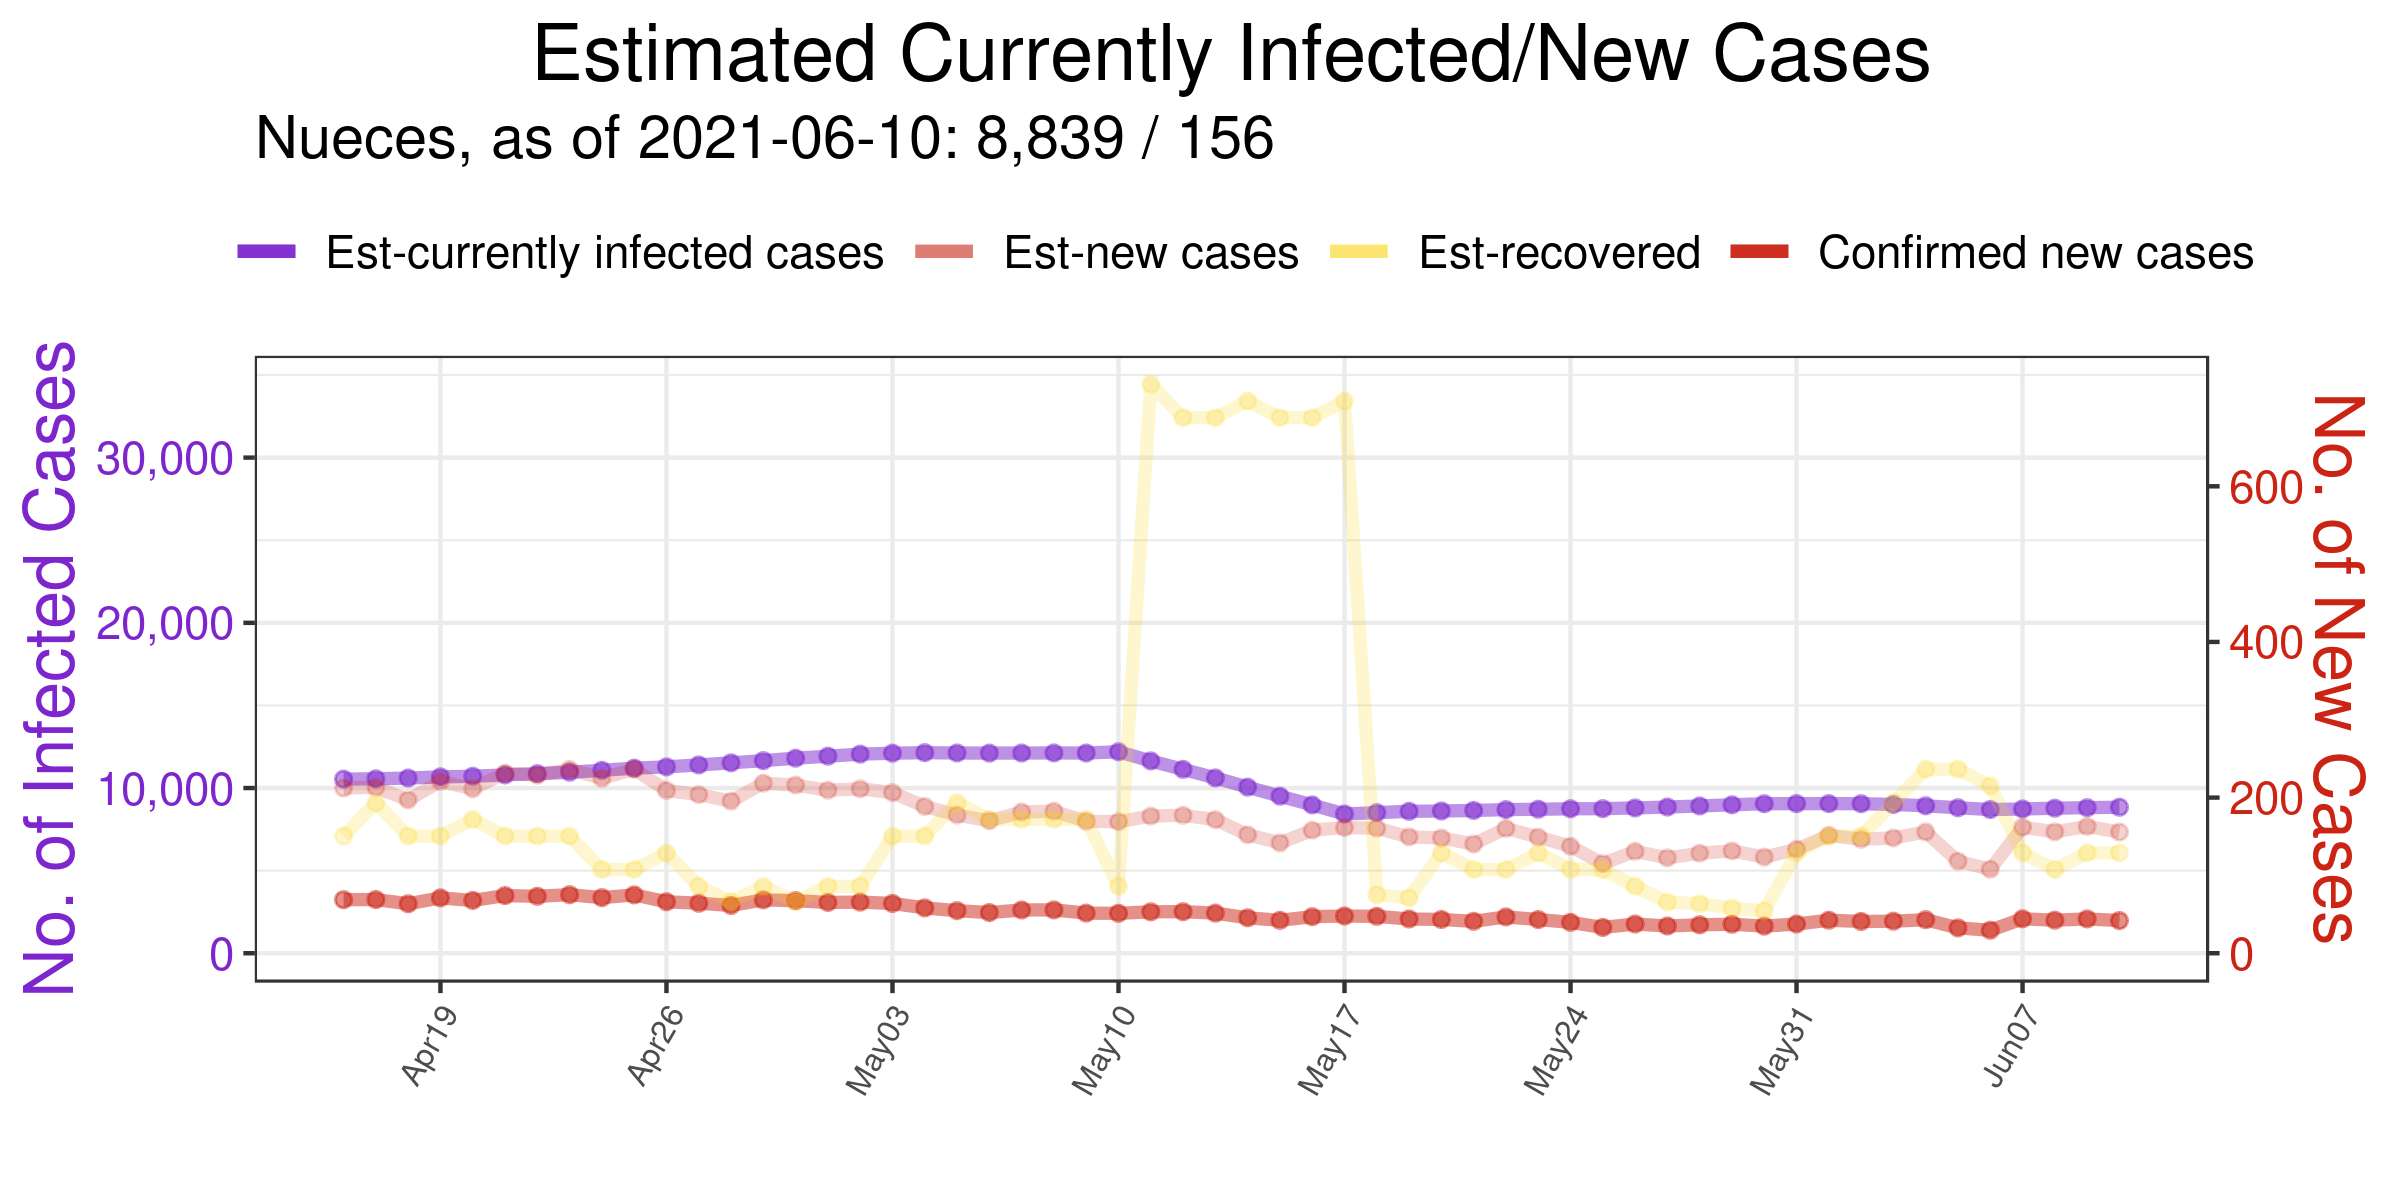 Estimated Currently Infected/New Cases
Nueces, as of 2021-06-10: 8,839 / 156
Est-currently infected cases
Est-new cases
Est-recovered
Confirmed new cases
No. of Infected Cases
30,000
20,000
10,000
0
No. of New Cases
600
400
200
0
Apr19
Apr26
May03
May10
May17
May24
May31
Jun07